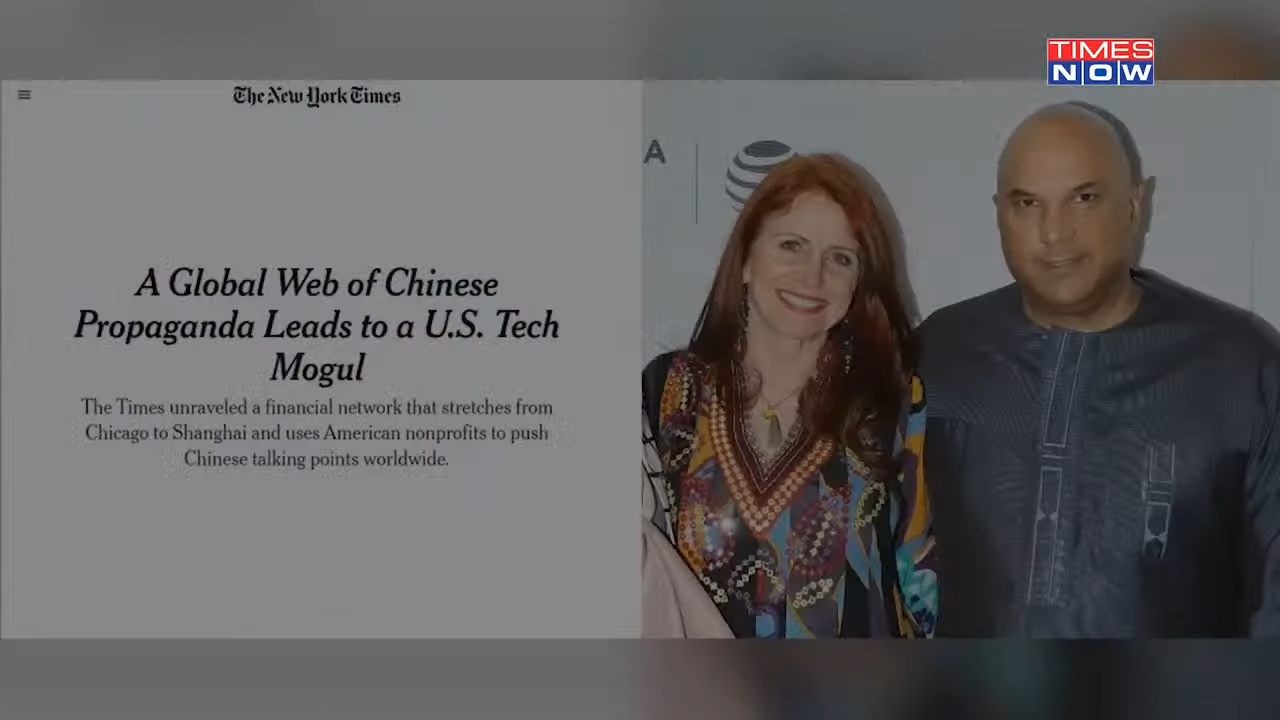 TIMES
NOW
The New York Times
A Global Web of Chinese
Propaganda Leads to a U.S. Tech
Mogul
The Times unraveled a financial network that stretches from
Chicago to Shanghai and uses American nonprofits to push
Chinese talking points worldwide.
A